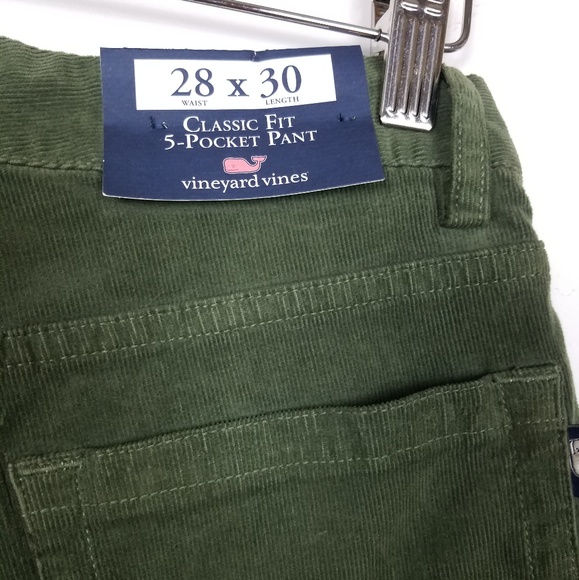 28 x 30
WAIST LENGTH
CLASSIC FIT
5-POCKET PANT
vineyard vines